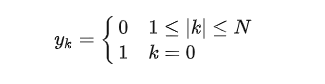 y_k = { 0   1 ≤ |k| ≤ N
        1   k = 0